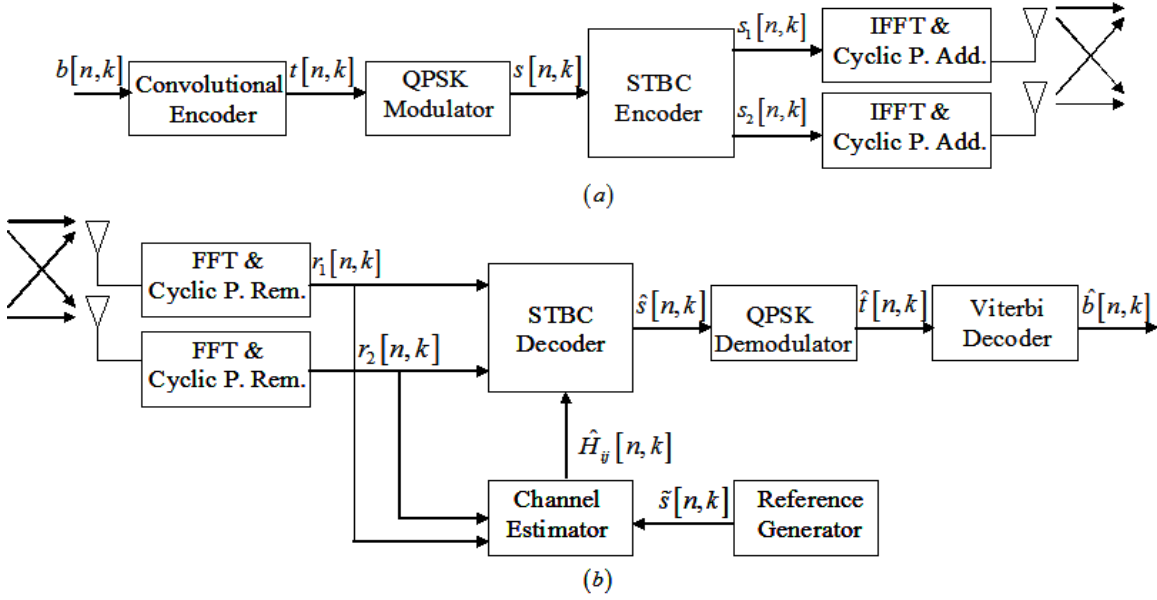 b[n,k]
Convolutional
Encoder
t[n,k]
QPSK
Modulator
s[n,k]
STBC
Encoder
s₁[n,k]
IFFT &
Cyclic P. Add.
s₂[n,k]
IFFT &
Cyclic P. Add.
(a)
FFT &
Cyclic P. Rem.
r₁[n,k]
FFT &
Cyclic P. Rem.
r₂[n,k]
STBC
Decoder
ŝ[n,k]
QPSK
Demodulator
t̂[n,k]
Viterbi
Decoder
b̂[n,k]
Ĥᵢⱼ[n,k]
Channel
Estimator
s̃[n,k]
Reference
Generator
(b)